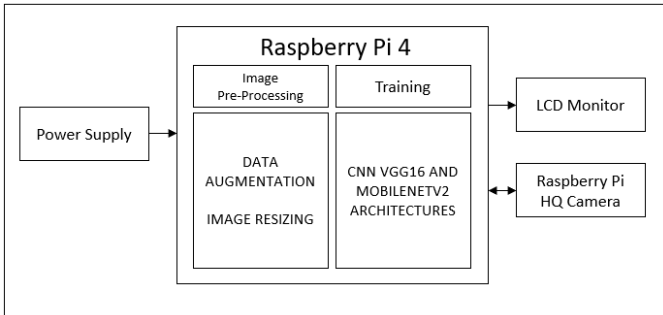 Raspberry Pi 4
Image
Pre-Processing
Training
Power Supply
DATA
AUGMENTATION
IMAGE RESIZING
CNN VGG16 AND
MOBILENETV2
ARCHITECTURES
LCD Monitor
Raspberry Pi
HQ Camera